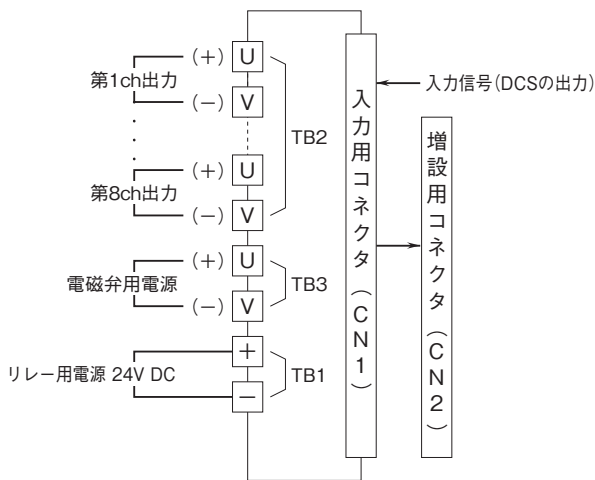 第1ch出力
(+) U
(−) V
第8ch出力
(+) U
(−) V
TB2
電磁弁用電源
(+) U
(−) V
TB3
リレー用電源 24V DC
+
−
TB1
入力用コネクタ(CN1)
入力信号(DCSの出力)
増設用コネクタ(CN2)